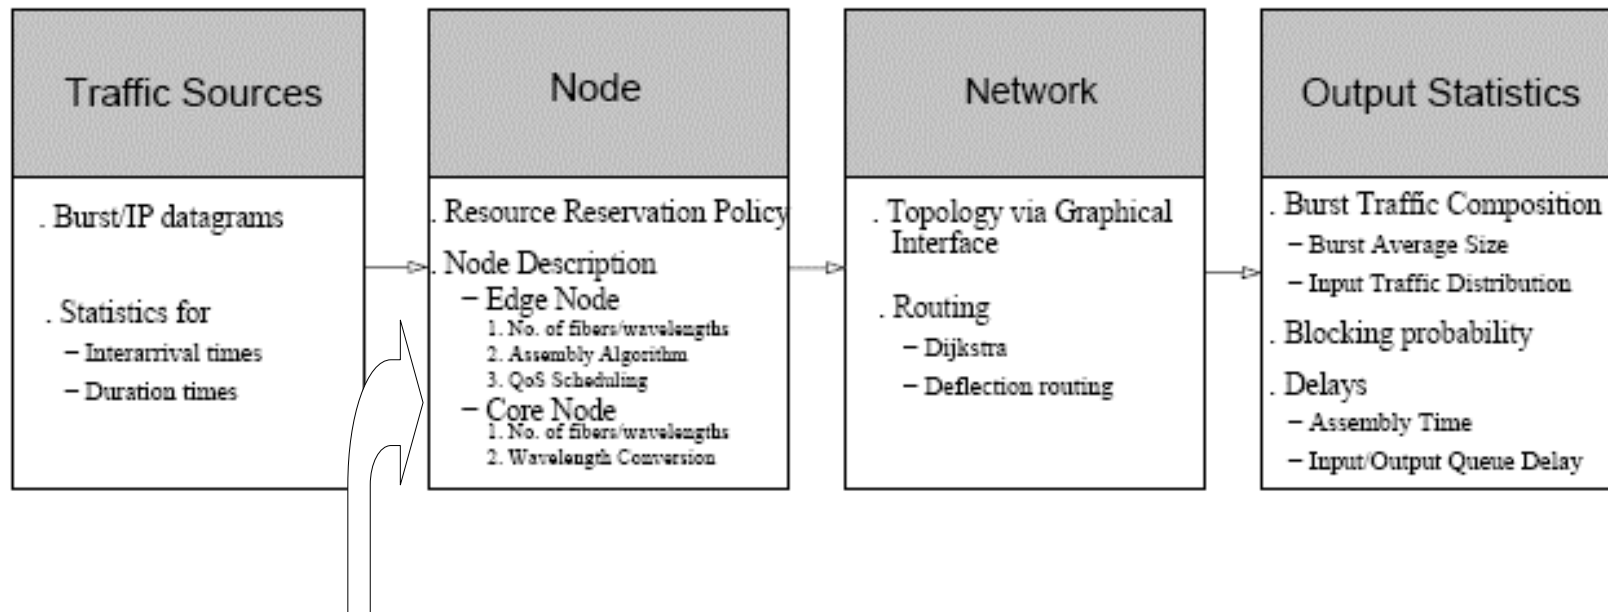 Traffic Sources
. Burst/IP datagrams
. Statistics for
– Interarrival times
– Duration times
Node
. Resource Reservation Policy
. Node Description
– Edge Node
1. No. of fibers/wavelengths
2. Assembly Algorithm
3. QoS Scheduling
– Core Node
1. No. of fibers/wavelengths
2. Wavelength Conversion
Network
. Topology via Graphical
Interface
. Routing
– Dijkstra
– Deflection routing
Output Statistics
. Burst Traffic Composition
– Burst Average Size
– Input Traffic Distribution
. Blocking probability
. Delays
– Assembly Time
– Input/Output Queue Delay